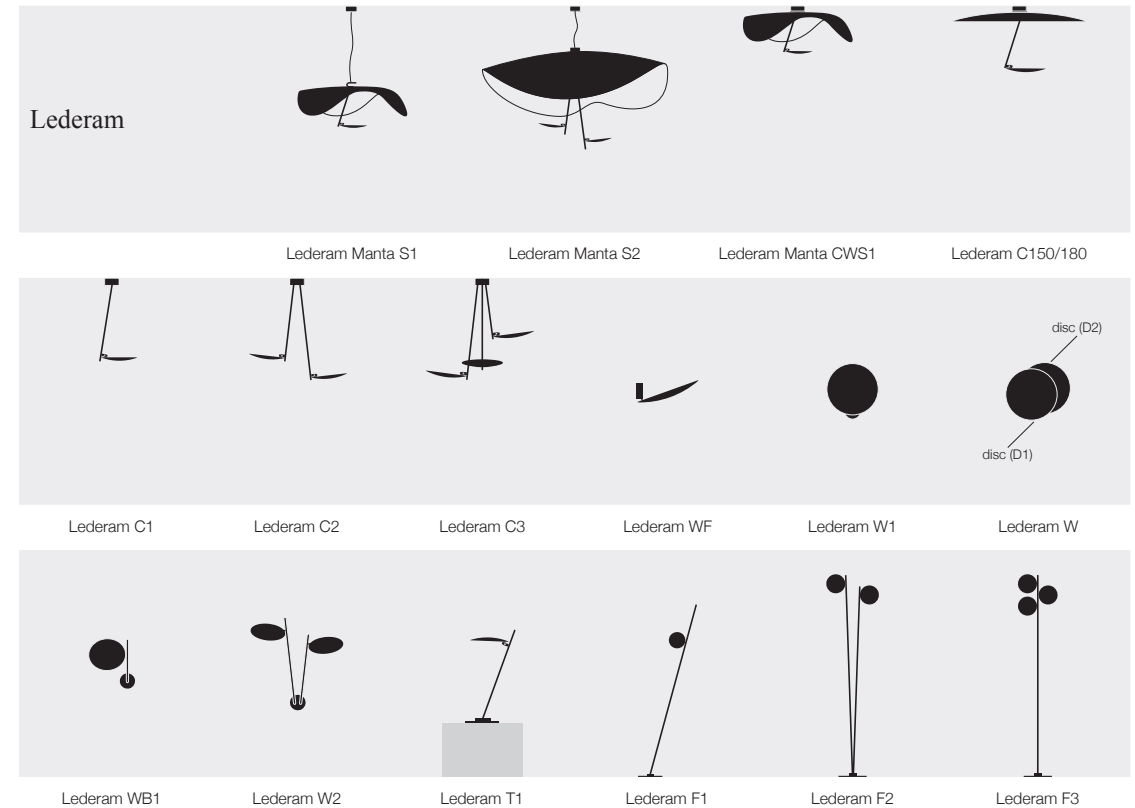 Lederam
Lederam Manta S1
Lederam Manta S2
Lederam Manta CWS1
Lederam C150/180
disc (D2)
disc (D1)
Lederam C1
Lederam C2
Lederam C3
Lederam WF
Lederam W1
Lederam W
Lederam WB1
Lederam W2
Lederam T1
Lederam F1
Lederam F2
Lederam F3